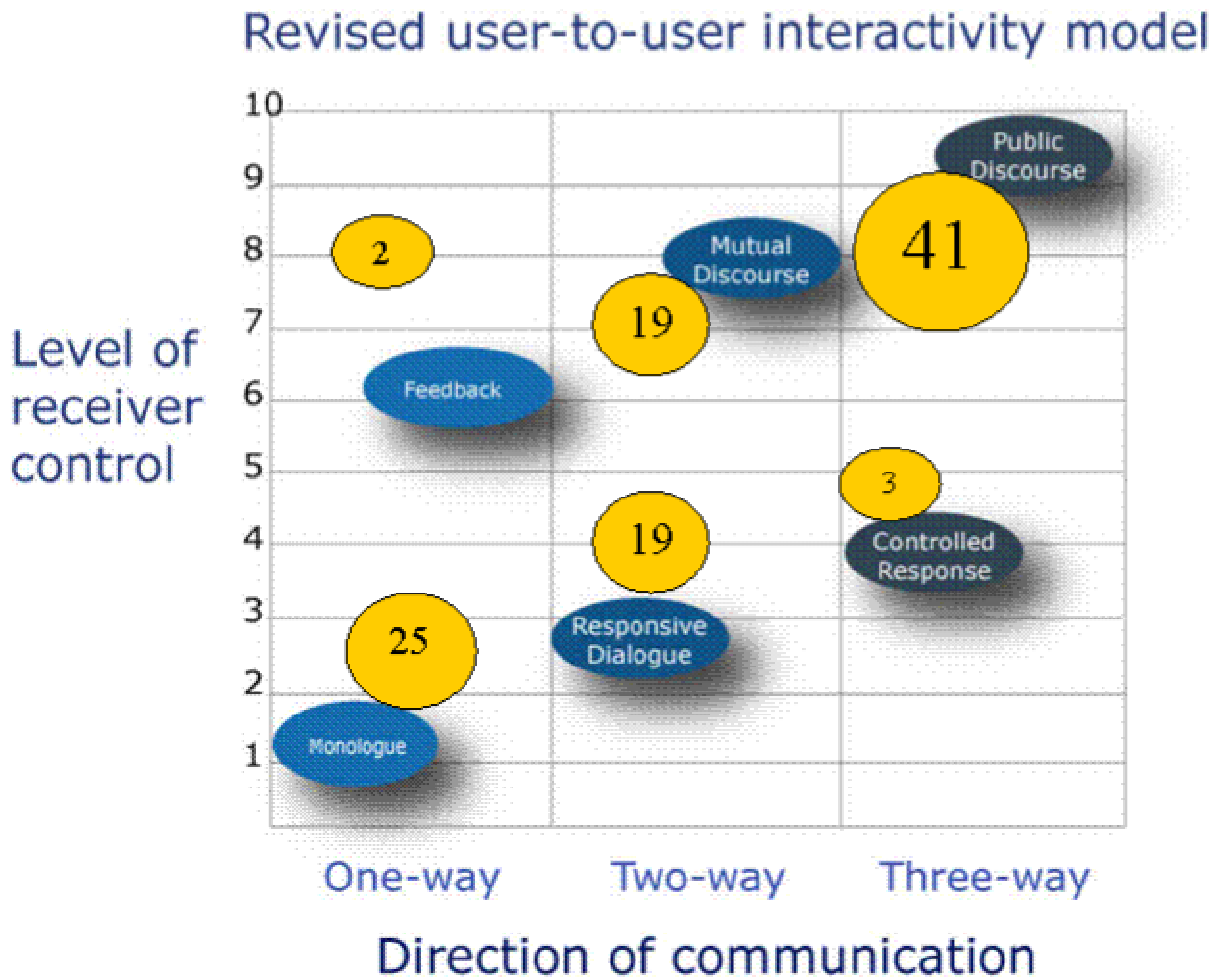 Revised user-to-user interactivity model
10
Public
Discourse
9
41
2
8
Mutual
Discourse
19
7
Level of
receiver
control
Feedback
6
5
3
19
4
Controlled
Response
3
25
Responsive
Dialogue
2
Monologue
1
One-way
Two-way
Three-way
Direction of communication